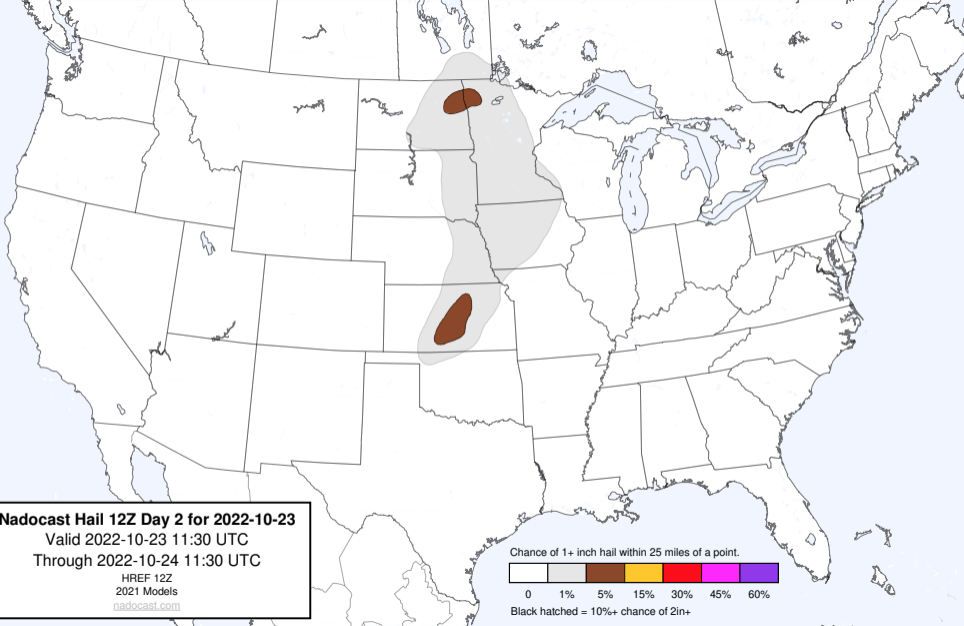 Nadocast Hail 12Z Day 2 for 2022-10-23
Valid 2022-10-23 11:30 UTC
Through 2022-10-24 11:30 UTC
HREF 12Z
2021 Models
nadocast.com
Chance of 1+ inch hail within 25 miles of a point.
0 1% 5% 15% 30% 45% 60%
Black hatched = 10%+ chance of 2in+